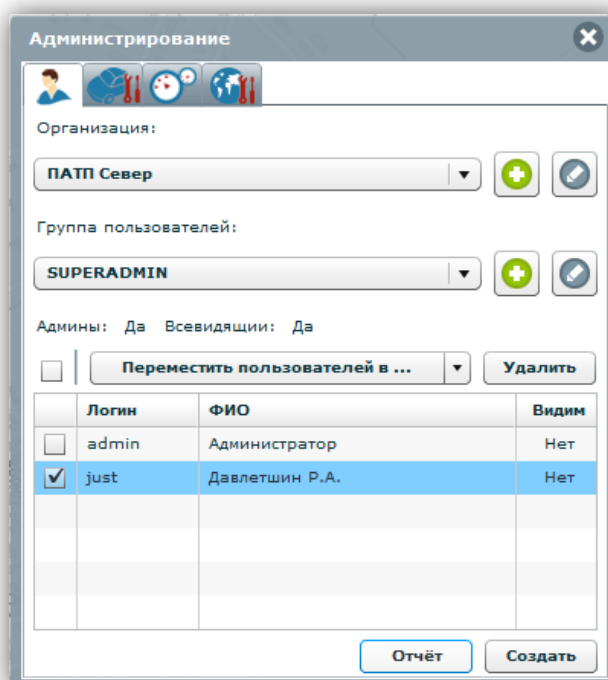 Администрирование
Организация:
ПАТП Север
Группа пользователей:
SUPERADMIN
Админы: Да Всевидящии: Да
Переместить пользователей в ... Удалить
Логин ФИО Видим
admin Администратор Нет
just Давлетшин Р.А. Нет
Отчёт Создать